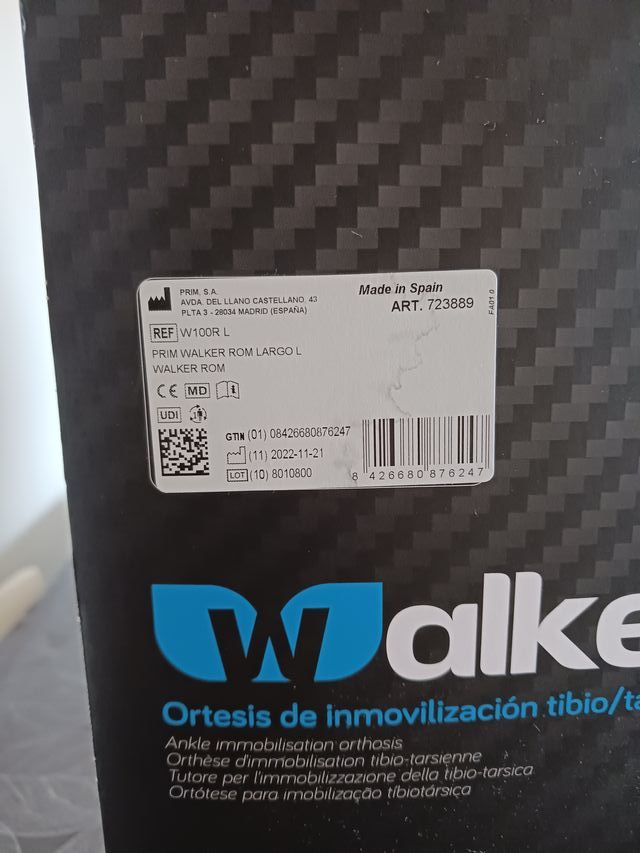 PRIM, S.A.
AVDA. DEL LLANO CASTELLANO, 43
PLTA 3 - 28034 MADRID (ESPAÑA)
Made in Spain
ART. 723889
FA01.0
REF W100R L
PRIM WALKER ROM LARGO L
WALKER ROM
CE MD
UDI
GTIN (01) 08426680876247
(11) 2022-11-21
LOT (10) 8010800
8 426680 876247
Walke
Ortesis de inmovilización tibio/ta
Ankle immobilisation orthosis
Orthèse d'immobilisation tibio-tarsienne
Tutore per l'immobilizzazione della tibio-tarsica
Ortótese para imobilização tíbiotársica